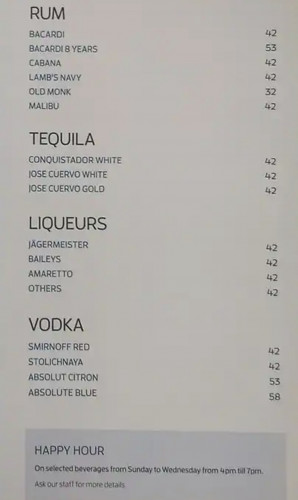 RUM
BACARDI 42
BACARDI 8 YEARS 53
CABANA 42
LAMB'S NAVY 42
OLD MONK 32
MALIBU 42
TEQUILA
CONQUISTADOR WHITE 42
JOSE CUERVO WHITE 42
JOSE CUERVO GOLD 42
LIQUEURS
JÄGERMEISTER 42
BAILEYS 42
AMARETTO 42
OTHERS 42
VODKA
SMIRNOFF RED 42
STOLICHNAYA 42
ABSOLUT CITRON 53
ABSOLUTE BLUE 58
HAPPY HOUR
On selected beverages from Sunday to Wednesday from 4pm till 7pm.
Ask our staff for more details